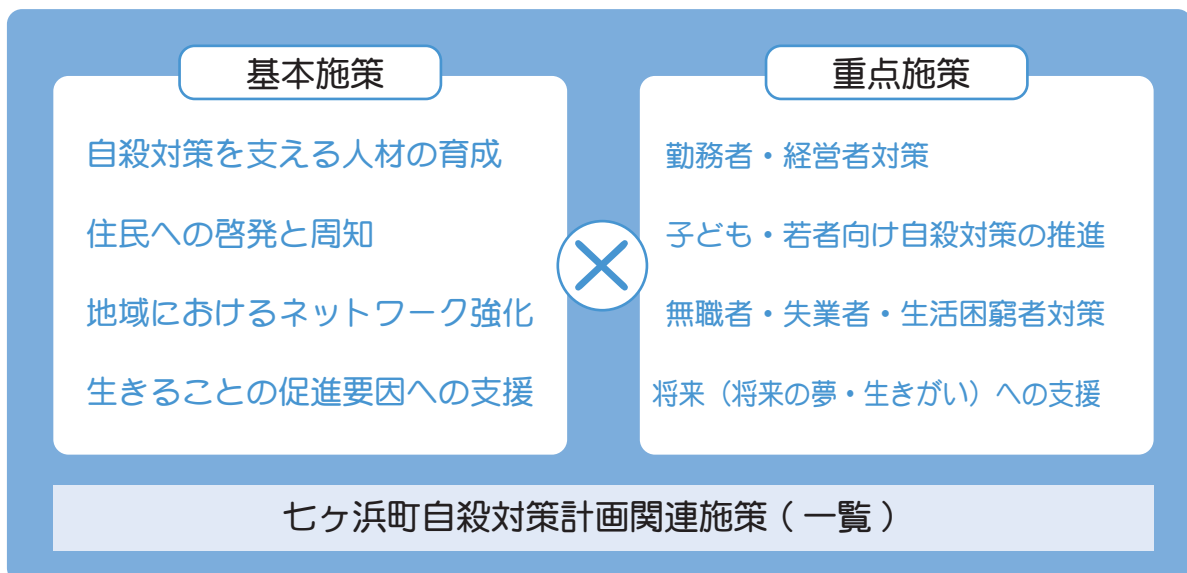 基本施策
自殺対策を支える人材の育成
住民への啓発と周知
地域におけるネットワーク強化
生きることの促進要因への支援
重点施策
勤務者・経営者対策
子ども・若者向け自殺対策の推進
無職者・失業者・生活困窮者対策
将来（将来の夢・生きがい）への支援
七ヶ浜町自殺対策計画関連施策 ( 一覧 )